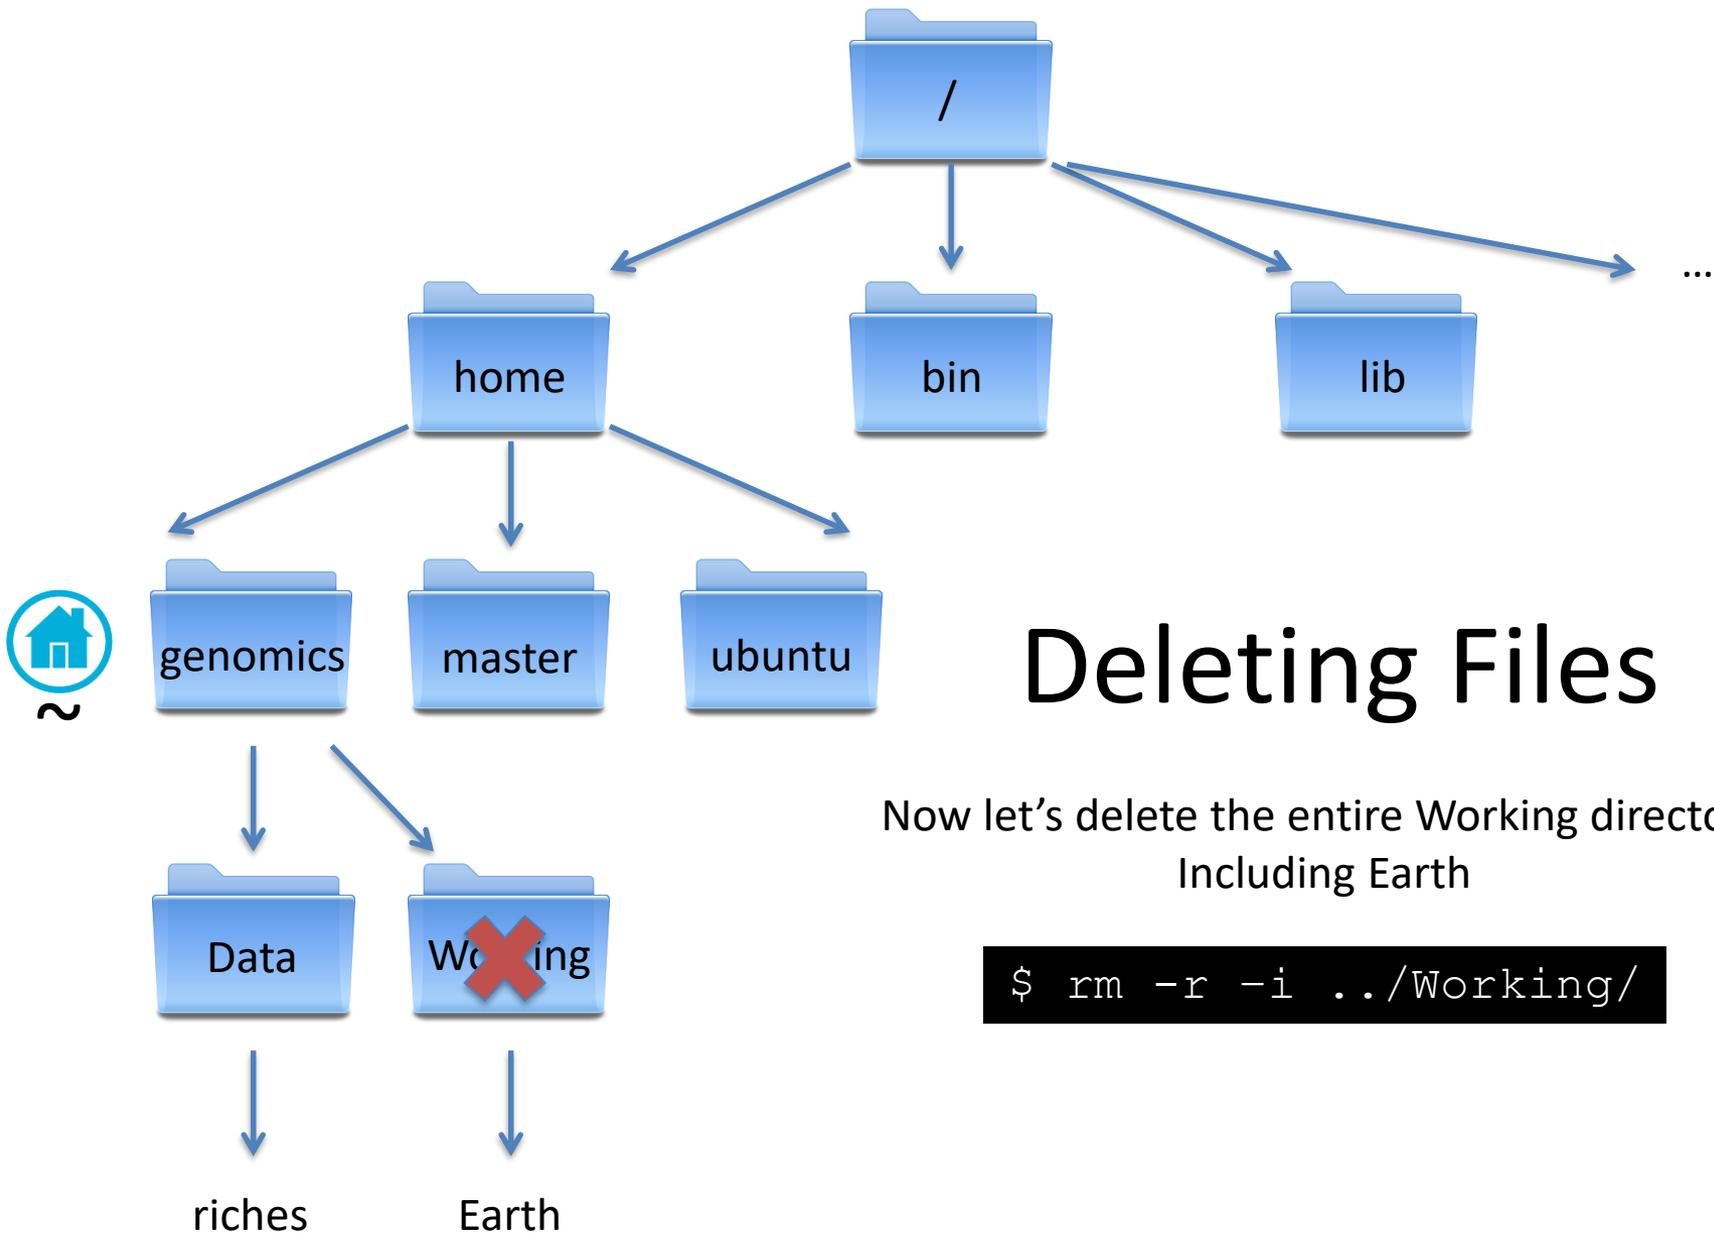 /
...
home
bin
lib
genomics
master
ubuntu
~
Deleting Files
Now let’s delete the entire Working
Including Earth
Data
$ rm -r –i ../Working/
riches
Earth